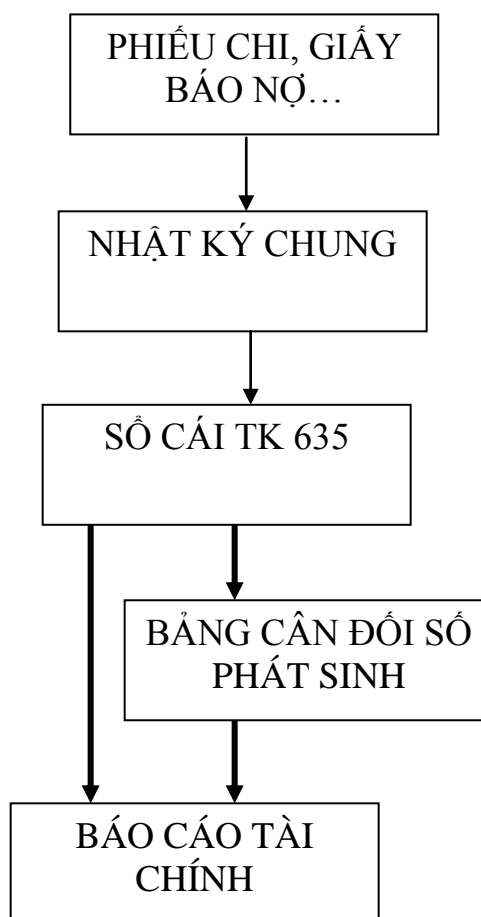 PHIẾU CHI, GIẤY
BÁO NỢ…
NHẬT KÝ CHUNG
SỔ CÁI TK 635
BẢNG CÂN ĐỐI SỐ
PHÁT SINH
BÁO CÁO TÀI
CHÍNH